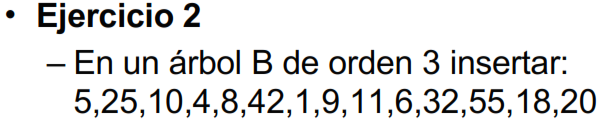 • Ejercicio 2
– En un árbol B de orden 3 insertar:
5,25,10,4,8,42,1,9,11,6,32,55,18,20